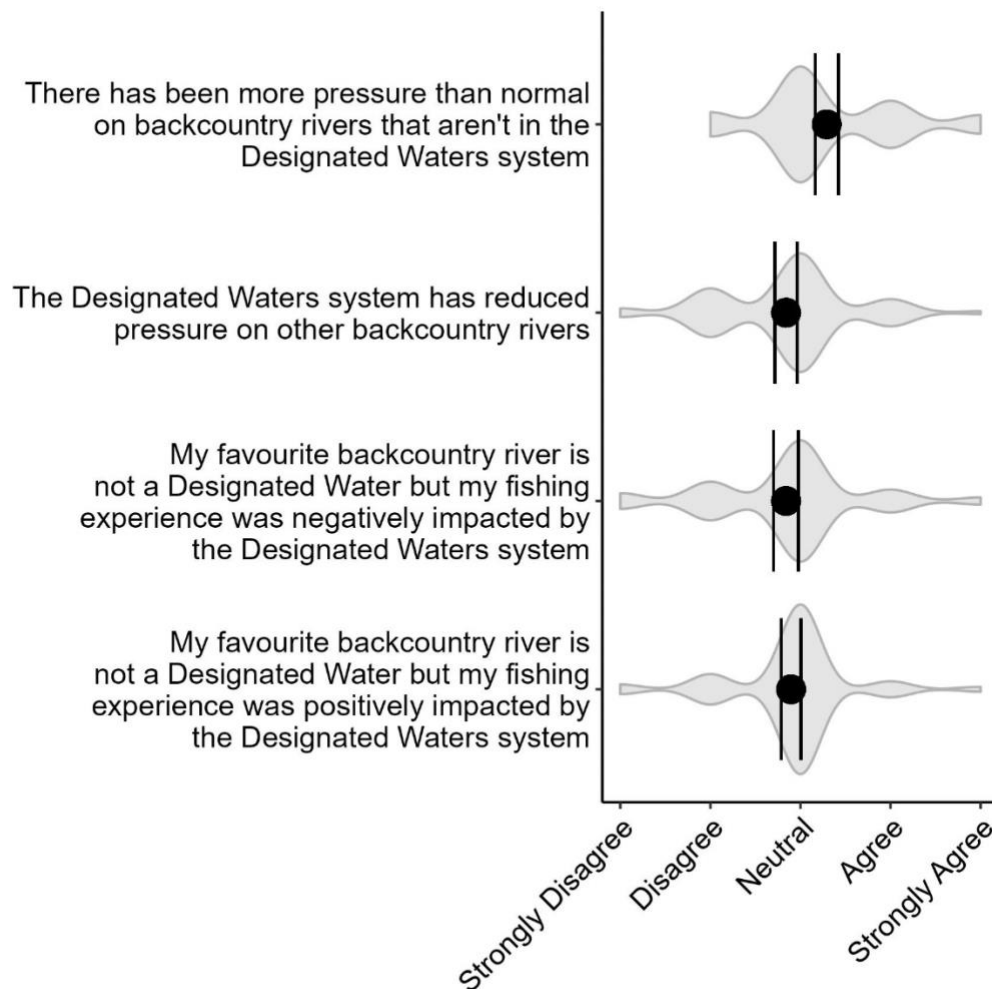 There has been more pressure than normal
on backcountry rivers that aren't in the
Designated Waters system
The Designated Waters system has reduced
pressure on other backcountry rivers
My favourite backcountry river is
not a Designated Water but my fishing
experience was negatively impacted by
the Designated Waters system
My favourite backcountry river is
not a Designated Water but my fishing
experience was positively impacted by
the Designated Waters system
Strongly Disagree
Disagree
Neutral
Agree
Strongly Agree